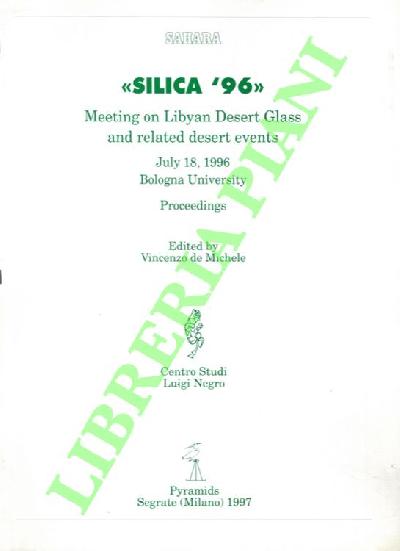 SAHARA
«SILICA '96»
Meeting on Libyan Desert Glass
and related desert events
July 18, 1996
Bologna University
Proceedings
Edited by
Vincenzo de Michele
Centro Studi
Luigi Negro
Pyramids
Segrate (Milano) 1997
LIBRERIA PIANI